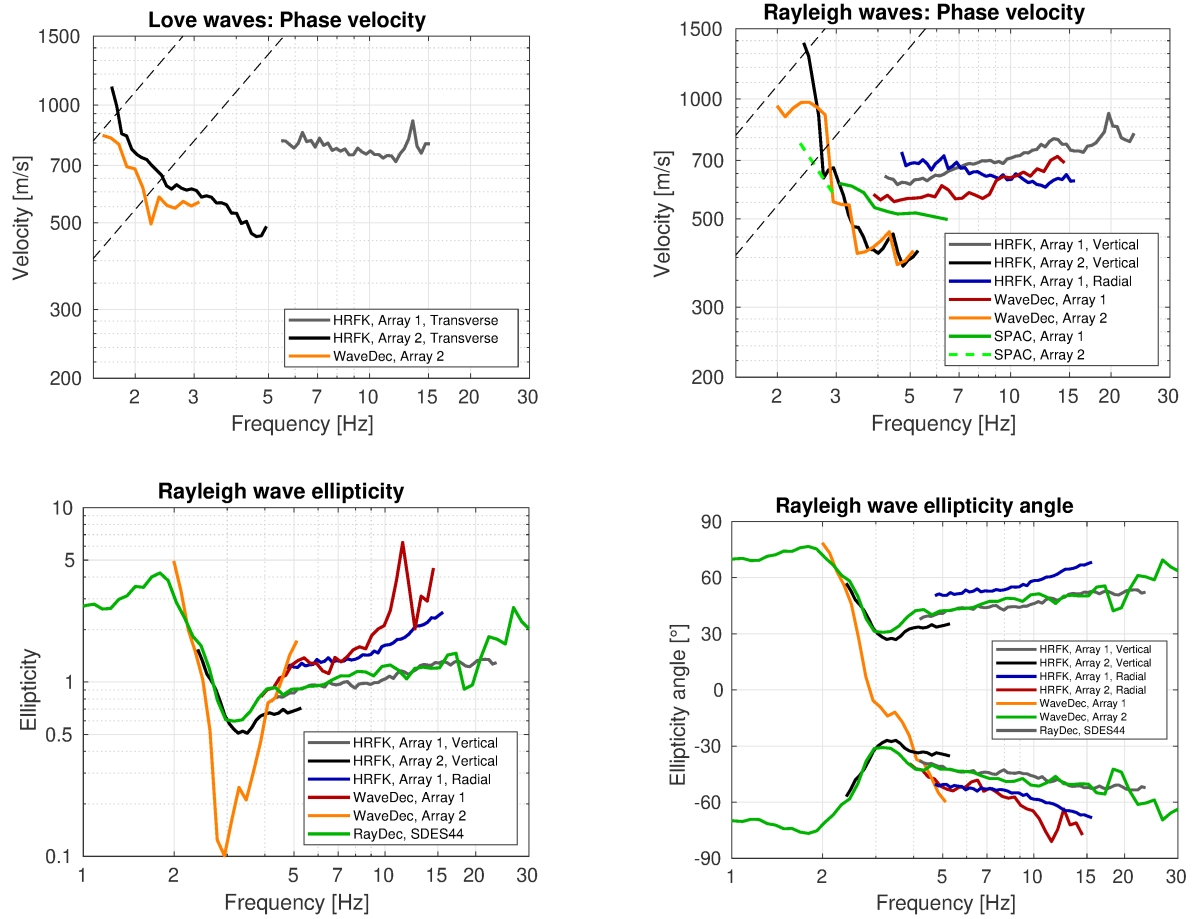 Love waves: Phase velocity
1500
1000
700
500
300
200
Velocity [m/s]
2
3
5
7
10
15
20
30
Frequency [Hz]
HRFK, Array 1, Transverse
HRFK, Array 2, Transverse
WaveDec, Array 2
Rayleigh waves: Phase velocity
1500
1000
700
500
300
200
Velocity [m/s]
2
3
5
7
10
15
20
30
Frequency [Hz]
HRFK, Array 1, Vertical
HRFK, Array 2, Vertical
HRFK, Array 1, Radial
WaveDec, Array 1
WaveDec, Array 2
SPAC, Array 1
SPAC, Array 2
Rayleigh wave ellipticity
10
5
2
1
0.5
0.1
Ellipticity
1
2
3
5
7
10
15
20
30
Frequency [Hz]
HRFK, Array 1, Vertical
HRFK, Array 2, Vertical
HRFK, Array 1, Radial
WaveDec, Array 1
WaveDec, Array 2
RayDec, SDES44
Rayleigh wave ellipticity angle
90
60
30
0
-30
-60
-90
Ellipticity angle [°]
1
2
3
5
7
10
15
20
30
Frequency [Hz]
HRFK, Array 1, Vertical
HRFK, Array 2, Vertical
HRFK, Array 1, Radial
HRFK, Array 2, Radial
WaveDec, Array 1
WaveDec, Array 2
RayDec, SDES44